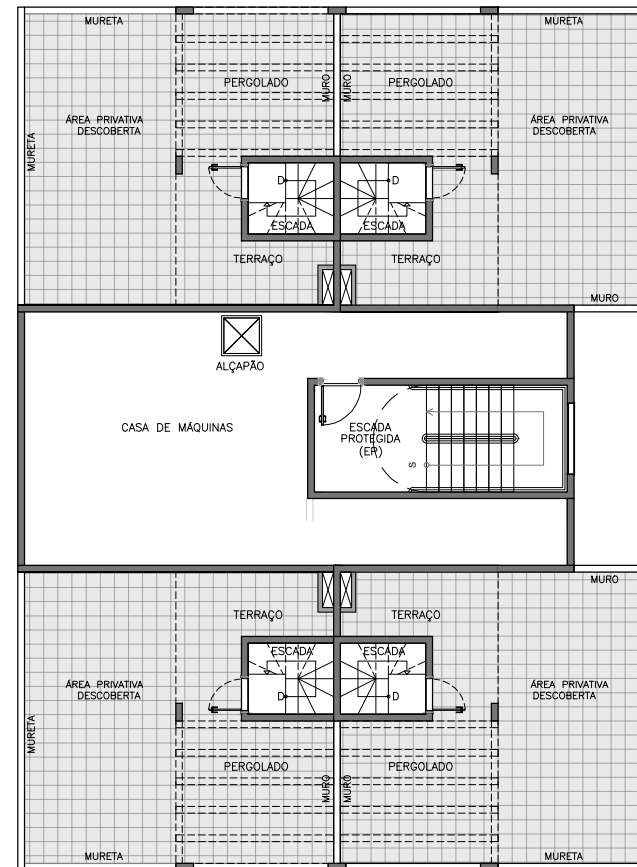 MURETA
MURETA
PERGOLADO
MURO
MURO
PERGOLADO
ÁREA PRIVATIVA
DESCOBERTA
ÁREA PRIVATIVA
DESCOBERTA
MURETA
D
D
ESCADA
ESCADA
TERRAÇO
TERRAÇO
MURO
ALÇAPÃO
CASA DE MÁQUINAS
ESCADA
PROTEGIDA
(EP)
S
MURO
TERRAÇO
TERRAÇO
ESCADA
ESCADA
ÁREA PRIVATIVA
DESCOBERTA
ÁREA PRIVATIVA
DESCOBERTA
D
D
MURETA
PERGOLADO
MURO
MURO
PERGOLADO
MURETA
MURETA